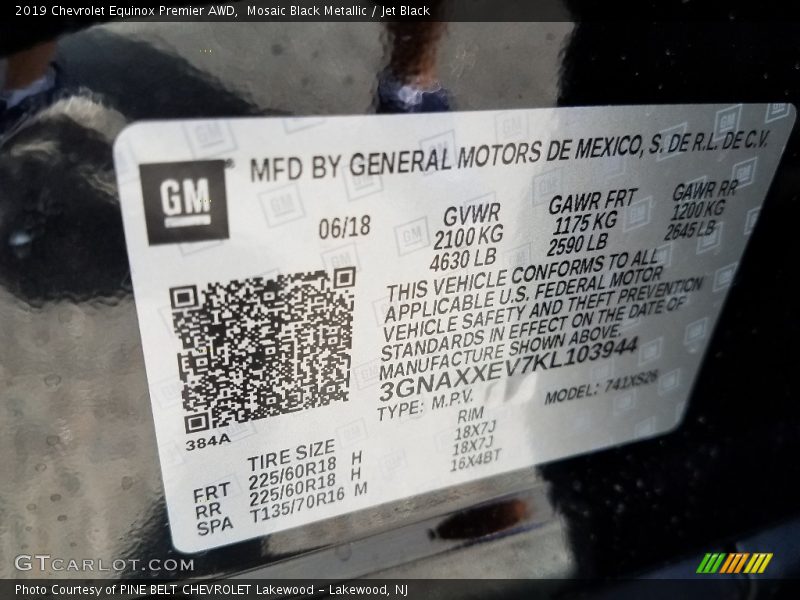 2019 Chevrolet Equinox Premier AWD,  Mosaic Black Metallic / Jet Black
GM
MFD BY GENERAL MOTORS DE MEXICO, S. DE R.L. DE C.V.
06/18
GVWR
2100 KG
4630 LB
GAWR FRT
1175 KG
2590 LB
GAWR RR
1200 KG
2645 LB
THIS VEHICLE CONFORMS TO ALL
APPLICABLE U.S. FEDERAL MOTOR
VEHICLE SAFETY AND THEFT PREVENTION
STANDARDS IN EFFECT ON THE DATE OF
MANUFACTURE SHOWN ABOVE.
3GNAXXEV7KL103944
TYPE: M.P.V.
MODEL: 741XS26
384A
TIRE SIZE
RIM
FRT 225/60R18 H 18X7J
RR 225/60R18 H 18X7J
SPA T135/70R16 M 16X4BT
GTCARLOT.COM
Photo Courtesy of PINE BELT CHEVROLET Lakewood - Lakewood, NJ